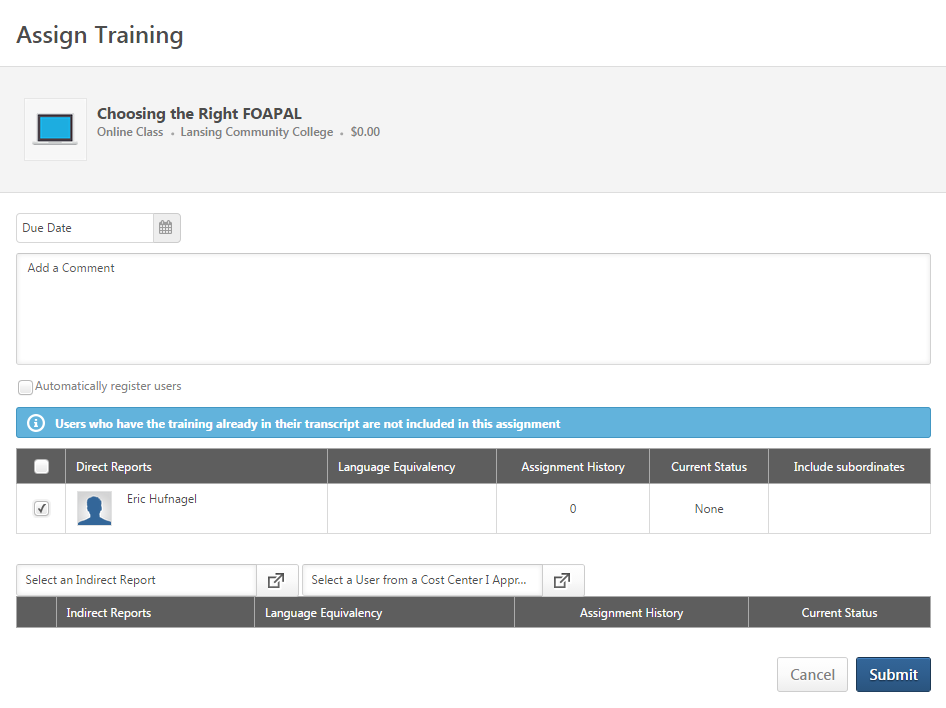 Assign Training
Choosing the Right FOAPAL
Online Class • Lansing Community College • $0.00
Due Date
Add a Comment
Automatically register users
Users who have the training already in their transcript are not included in this assignment
Direct Reports Language Equivalency Assignment History Current Status Include subordinates
Eric Hufnagel 0 None
Select an Indirect Report Select a User from a Cost Center I Appr...
Indirect Reports Language Equivalency Assignment History Current Status
Cancel Submit